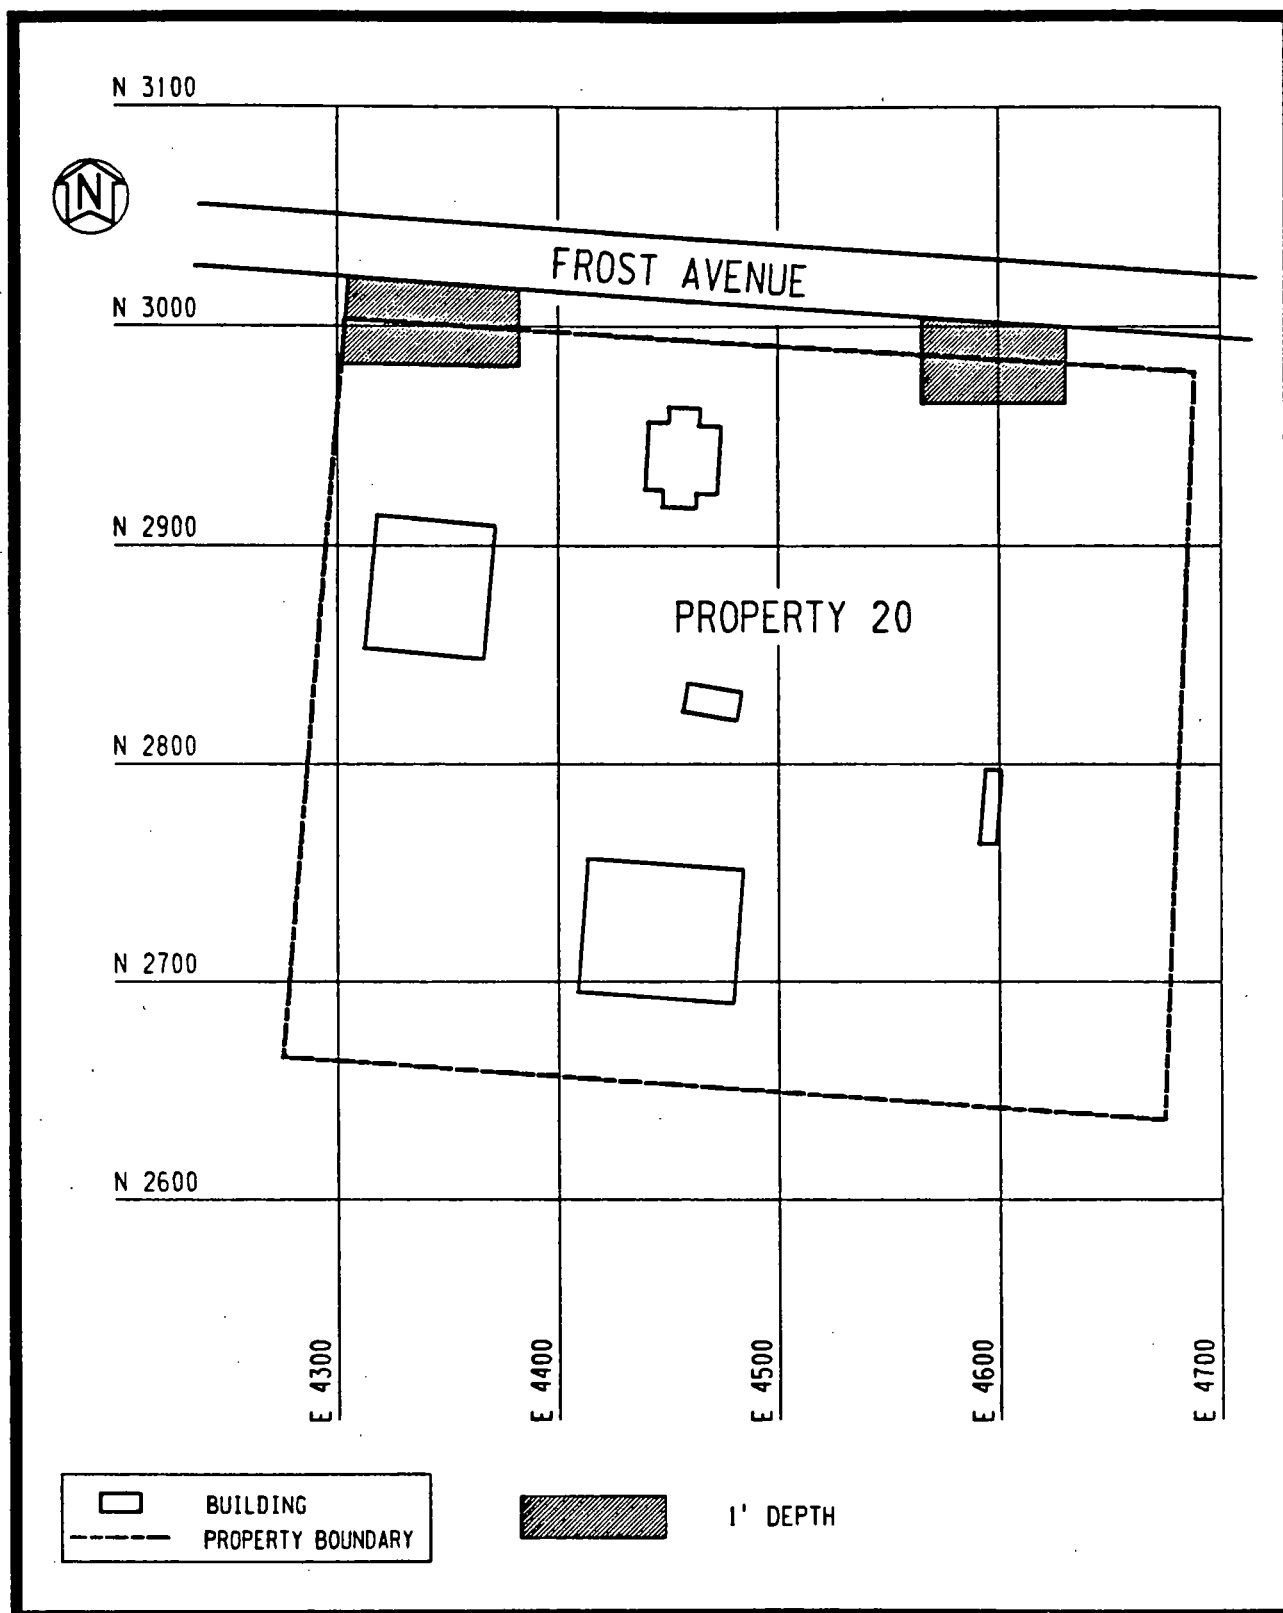 N 3100
N
FROST AVENUE
N 3000
N 2900
PROPERTY 20
N 2800
N 2700
N 2600
E 4300
E 4400
E 4500
E 4600
E 4700
BUILDING
PROPERTY BOUNDARY
1' DEPTH